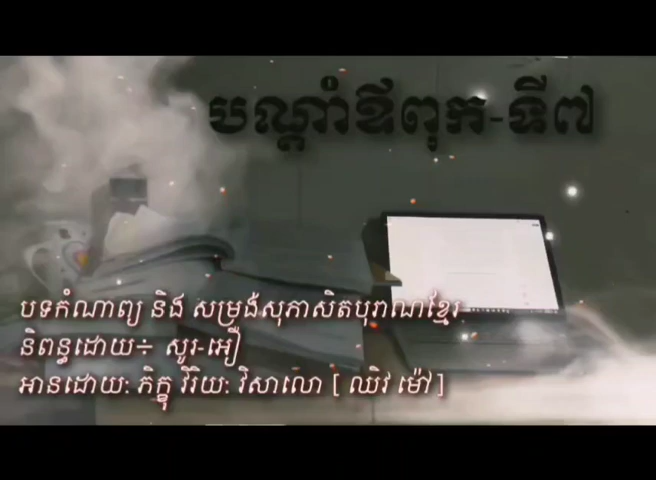 បណ្ដាំឪពុក-ទី៧
បទកំណាព្យ និង សម្រង់សុភាសិតបុរាណខ្មែរ
និពន្ធដោយ÷ សូរ-អឿ
អានដោយ: ភិក្ខុ វិរិយ: វិសាលោ [ ឈិវ ម៉ៅ ]